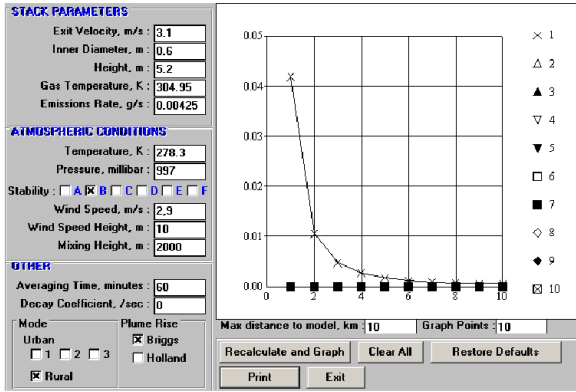 STACK PARAMETERS
Exit Velocity, m/s : 3.1
Inner Diameter, m : 0.6
Height, m : 5.2
Gas Temperature, K : 304.95
Emissions Rate, g/s : 0.00425
ATMOSPHERIC CONDITIONS
Temperature, K : 278.3
Pressure, millibar : 997
Stability : A B C D E F
Wind Speed, m/s : 2,9
Wind Speed Height, m : 10
Mixing Height, m : 2000
OTHER
Averaging Time, minutes : 60
Decay Coefficient, /sec : 0
Mode
Urban
1 2 3
Rural
Plume Rise
Briggs
Holland
0.05
0.04
0.03
0.02
0.01
0.00
0 2 4 6 8 10
1
2
3
4
5
6
7
8
9
10
Max distance to model, km : 10 Graph Points : 10
Recalculate and Graph Clear All Restore Defaults
Print Exit